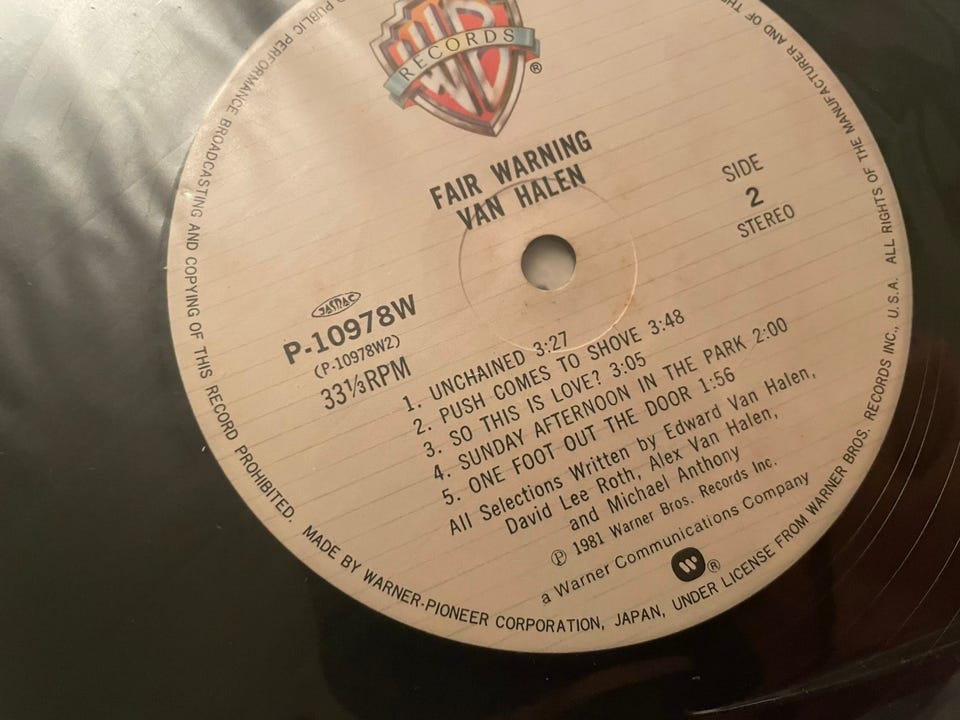 RECORDS
®
FAIR WARNING
VAN HALEN
SIDE
2
STEREO
JASRAC
P-10978W
(P-10978W2)
33⅓RPM
1. UNCHAINED 3:27
2. PUSH COMES TO SHOVE 3:48
3. SO THIS IS LOVE? 3:05
4. SUNDAY AFTERNOON IN THE PARK 2:00
5. ONE FOOT OUT THE DOOR 1:56
All Selections Written by Edward Van Halen,
David Lee Roth, Alex Van Halen,
and Michael Anthony
℗ 1981 Warner Bros. Records Inc.
a Warner Communications Company
W®
MADE BY WARNER-PIONEER CORPORATION, JAPAN, UNDER LICENSE FROM WARNER BROS. RECORDS INC., U.S.A. ALL RIGHTS OF THE MANUFACTURER AND OF THE
PUBLIC PERFORMANCE BROADCASTING AND COPYING OF THIS RECORD PROHIBITED.